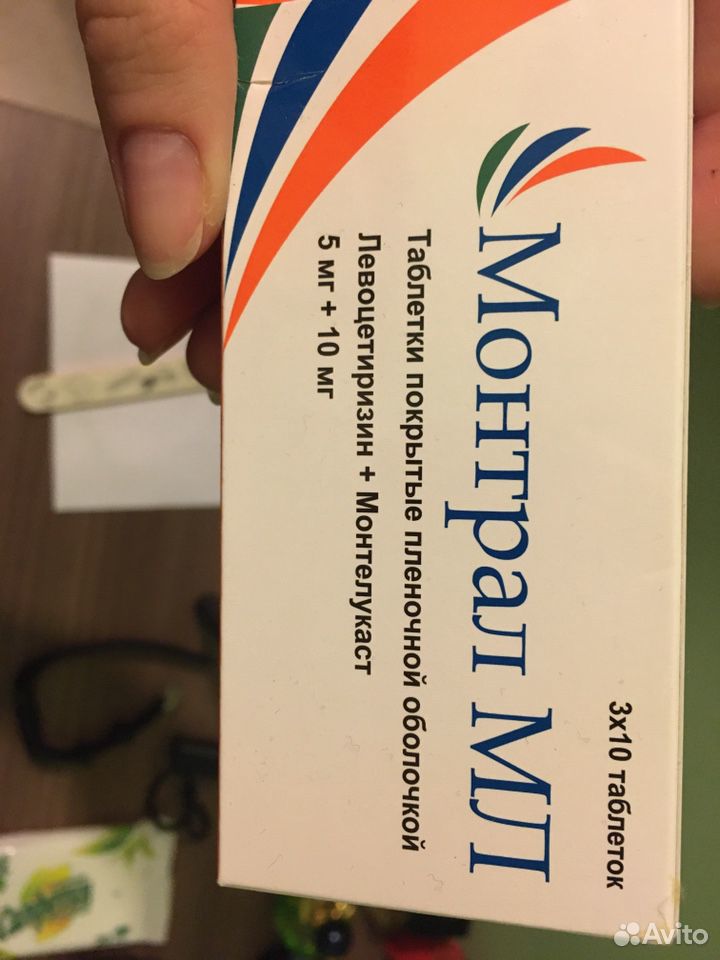 3x10 таблеток
Монтрал МЛ
Таблетки покрытые пленочной оболочкой
Левоцетиризин + Монтелукаст
5 мг + 10 мг
Avito